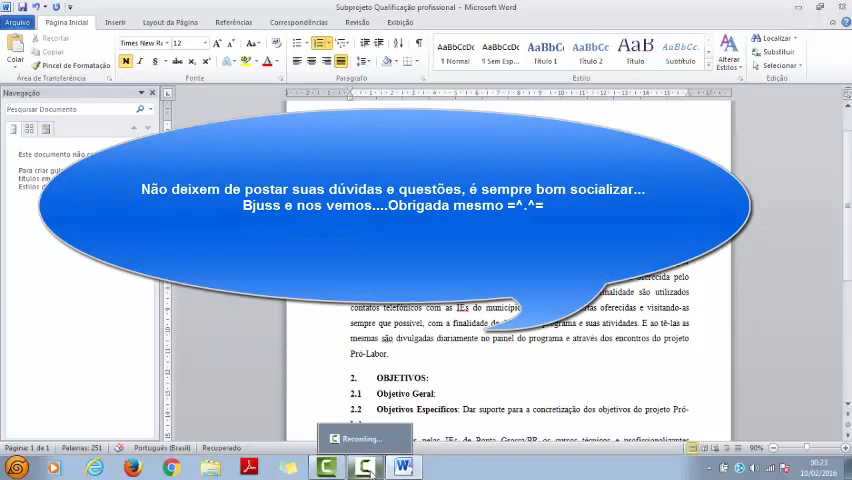 Subprojeto Qualificação profissional - Microsoft Word
Arquivo Página Inicial Inserir Layout da Página Referências Correspondências Revisão Exibição
Colar
Recortar
Copiar
Pincel de Formatação
Área de Transferência
Times New Ro 12
N I S abc
Fonte
Parágrafo
AaBbCcDc AaBbCcDc AaBbC AaBbCc AaB AaBbCc.
¶ Normal ¶ Sem Esp... Título 1 Título 2 Título Subtítulo
Alterar Estilos
Estilo
Localizar
Substituir
Selecionar
Edição
Navegação
Pesquisar Documento
Este documento não co
Para criar gui
títulos em
Estilos d
Não deixem de postar suas dúvidas e questões, é sempre bom socializar...
Bjuss e nos vemos....Obrigada mesmo =^.^=
oferecida pelo
finalidade são utilizados
contatos telefônicos com as IEs do municíp oferecidas e visitando-as
sempre que possível, com a finalidade de programa e suas atividades. E ao tê-las as
mesmas são divulgadas diariamente no painel do programa e através dos encontros do projeto
Pró-Labor.
2. OBJETIVOS:
2.1 Objetivo Geral:
2.2 Objetivos Específicos: Dar suporte para a concretização dos objetivos do projeto Pró-
pelas IEs de Ponta Grossa/PR os cursos técnicos e profissionalizantes
Recording...
Página: 1 de 1 Palavras: 251 Português (Brasil) Recuperado 90%
00:23
10/02/2016